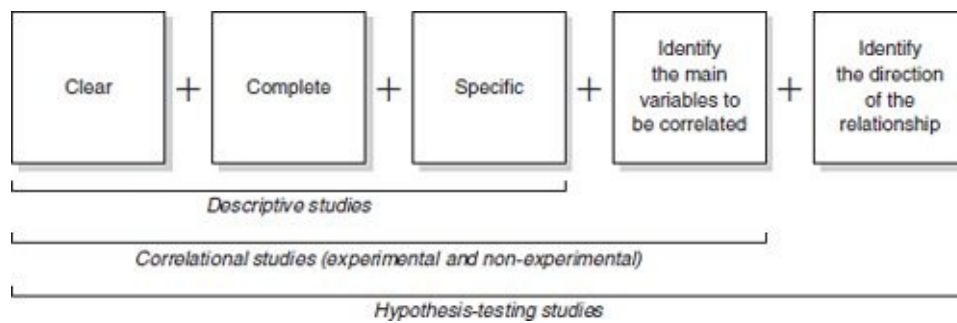 Clear
+
Complete
+
Specific
+
Identify
the main
variables to
be correlated
+
Identify
the direction
of the
relationship
Descriptive studies
Correlational studies (experimental and non-experimental)
Hypothesis-testing studies